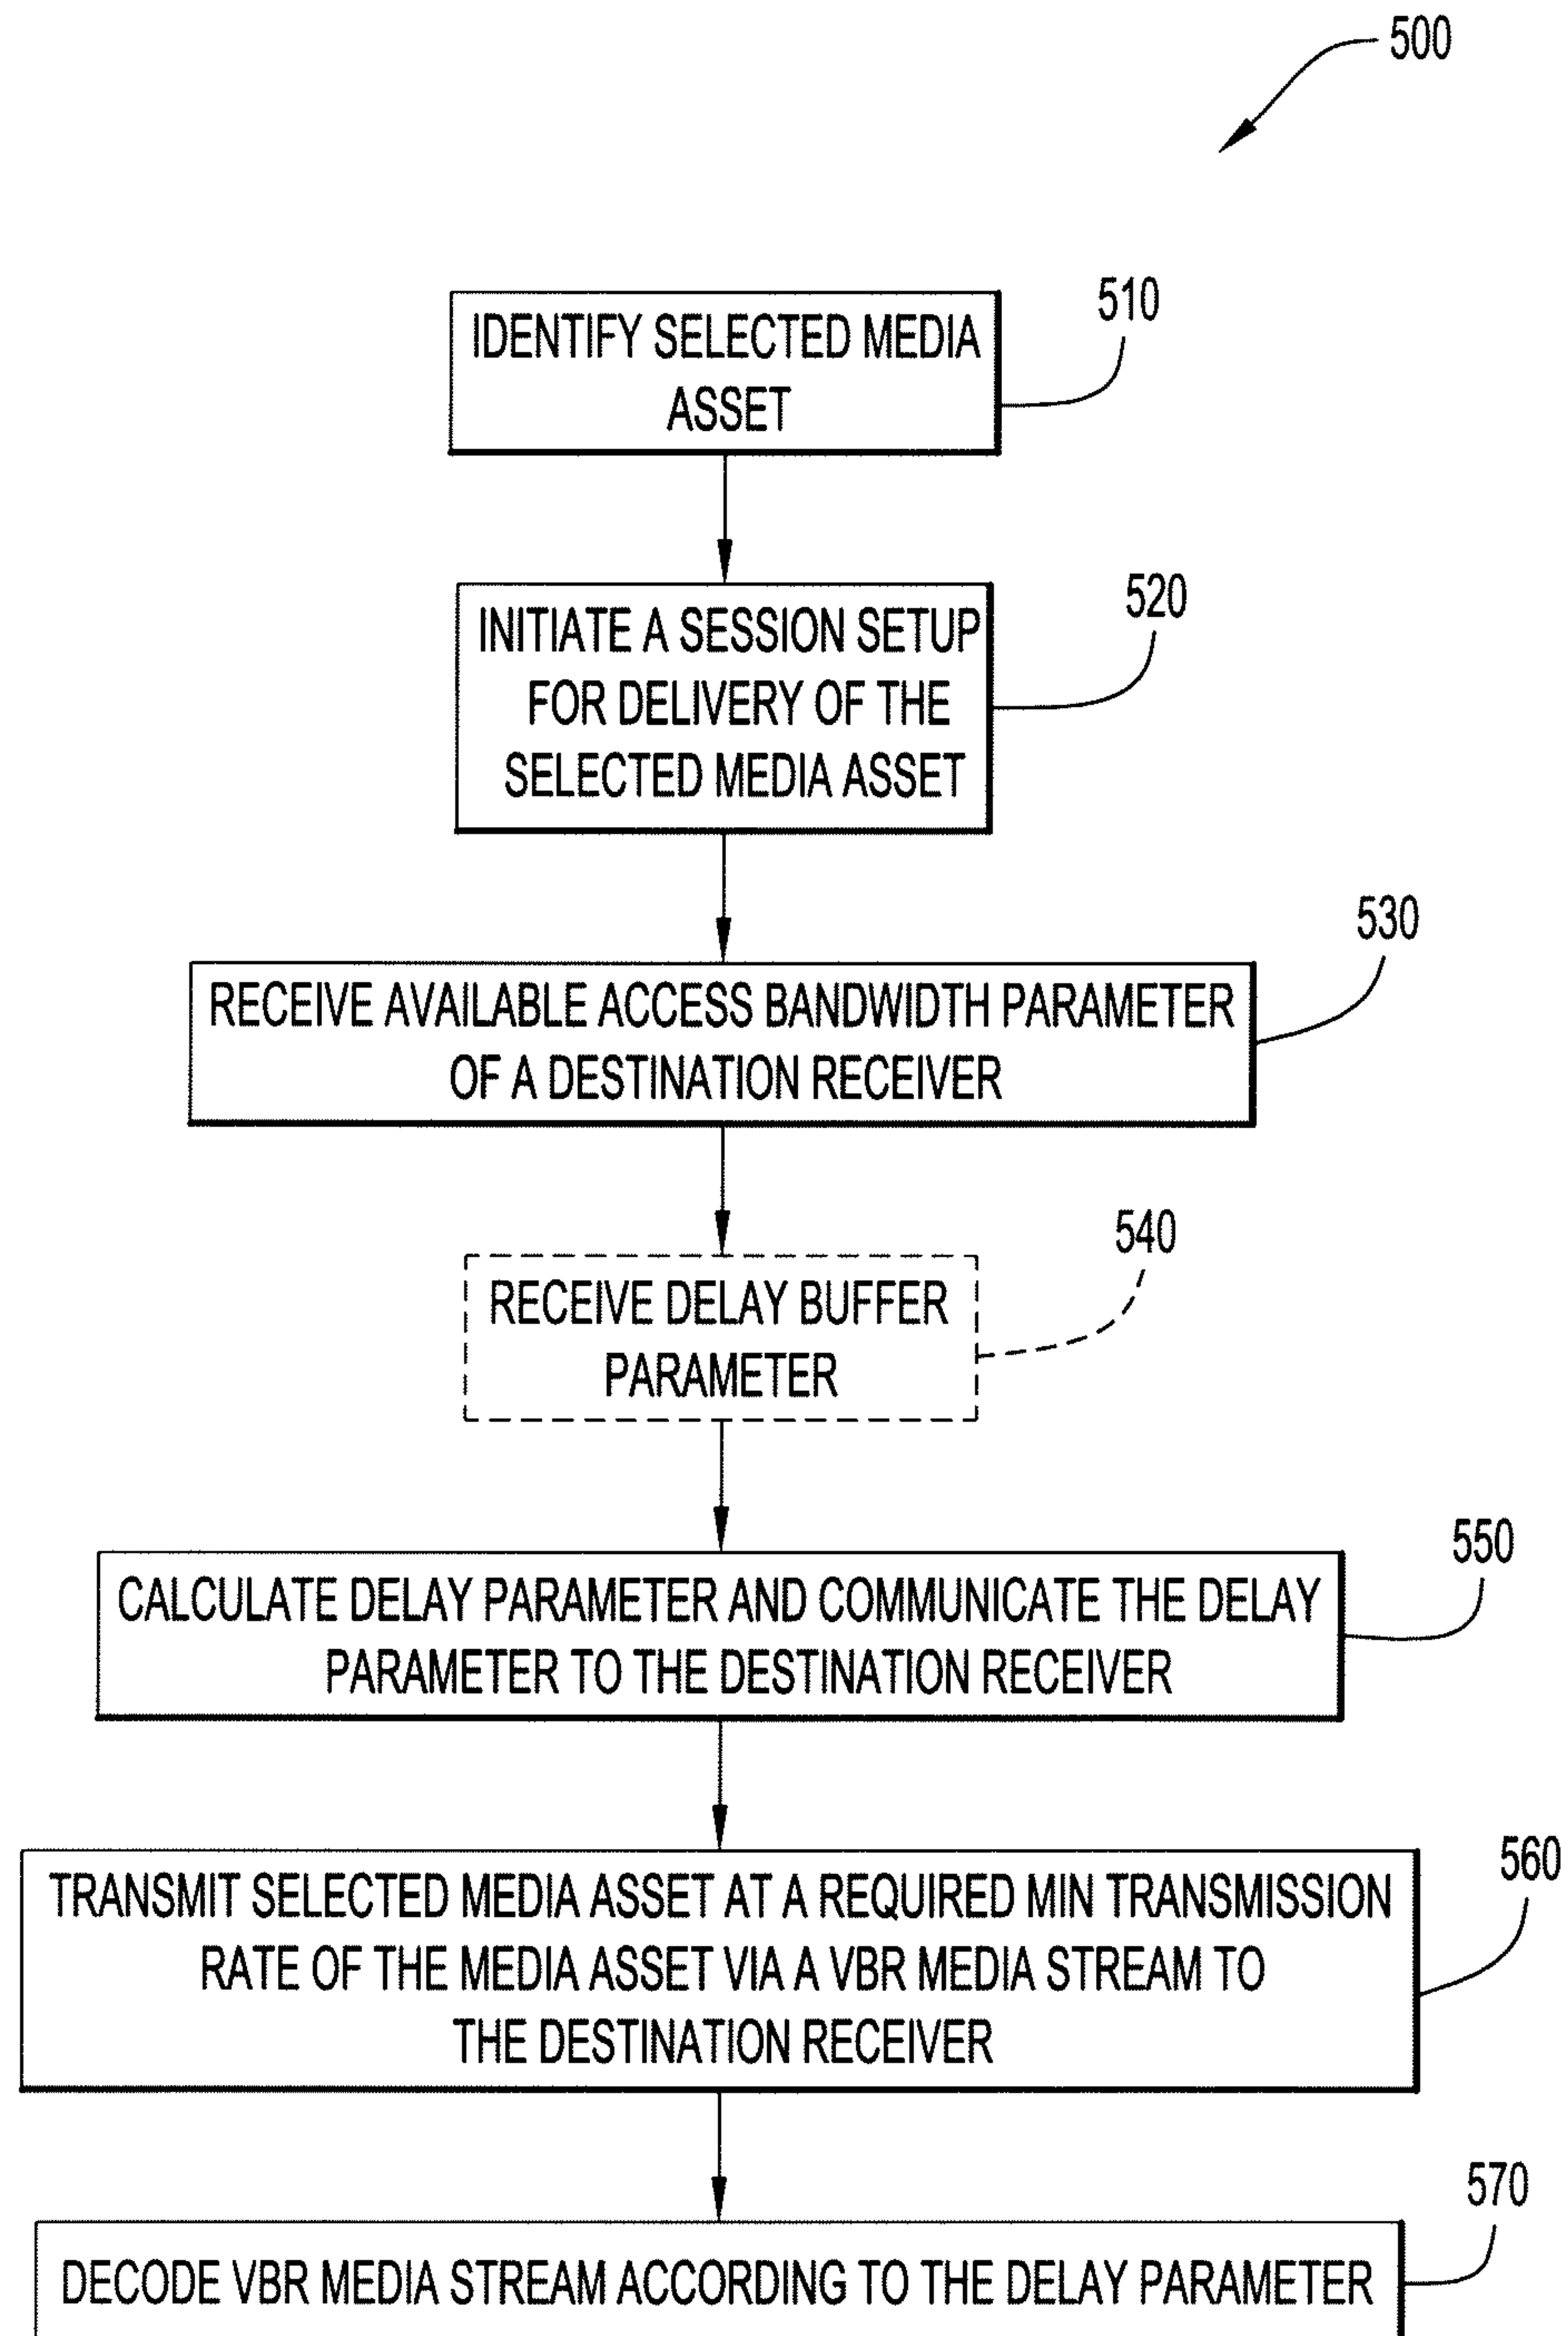 500
510
IDENTIFY SELECTED MEDIA
ASSET
520
INITIATE A SESSION SETUP
FOR DELIVERY OF THE
SELECTED MEDIA ASSET
530
RECEIVE AVAILABLE ACCESS BANDWIDTH PARAMETER
OF A DESTINATION RECEIVER
540
RECEIVE DELAY BUFFER
PARAMETER
550
CALCULATE DELAY PARAMETER AND COMMUNICATE THE DELAY
PARAMETER TO THE DESTINATION RECEIVER
560
TRANSMIT SELECTED MEDIA ASSET AT A REQUIRED MIN TRANSMISSION
RATE OF THE MEDIA ASSET VIA A VBR MEDIA STREAM TO
THE DESTINATION RECEIVER
570
DECODE VBR MEDIA STREAM ACCORDING TO THE DELAY PARAMETER